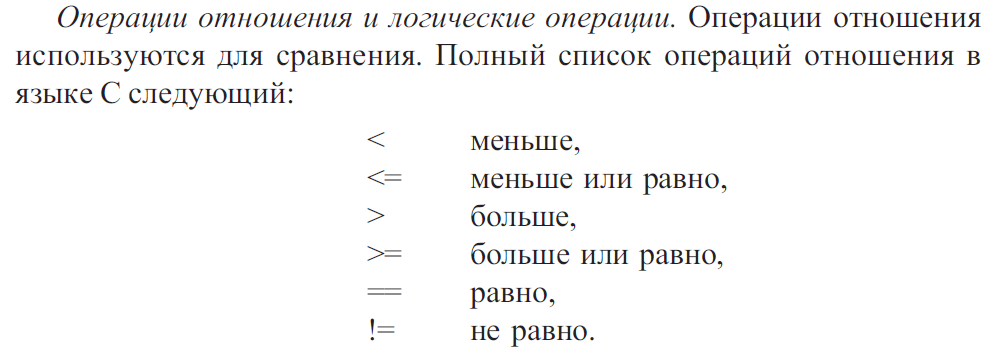 Операции отношения и логические операции. Операции отношения
используются для сравнения. Полный список операций отношения в
языке С следующий:
< меньше,
<= меньше или равно,
> больше,
>= больше или равно,
== равно,
!= не равно.